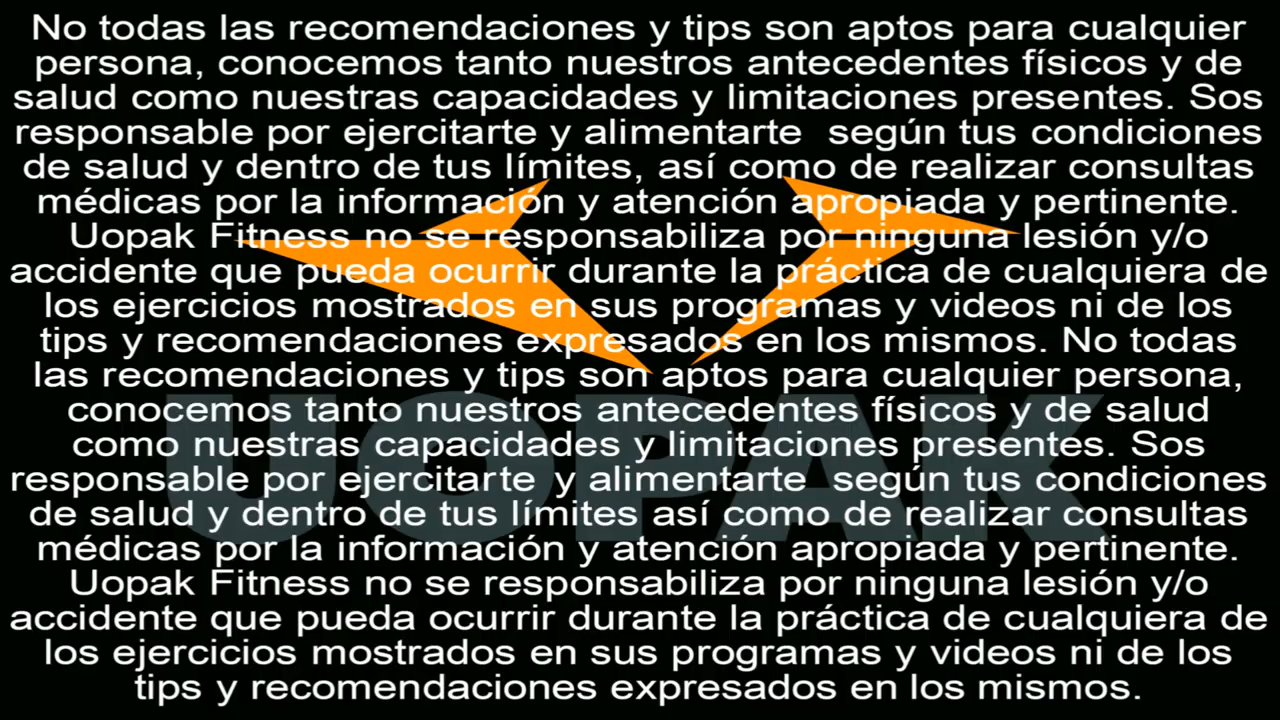 No todas las recomendaciones y tips son aptos para cualquier
persona, conocemos tanto nuestros antecedentes físicos y de
salud como nuestras capacidades y limitaciones presentes. Sos
responsable por ejercitarte y alimentarte según tus condiciones
de salud y dentro de tus límites, así como de realizar consultas
médicas por la información y atención apropiada y pertinente.
Uopak Fitness no se responsabiliza por ninguna lesión y/o
accidente que pueda ocurrir durante la práctica de cualquiera de
los ejercicios mostrados en sus programas y videos ni de los
tips y recomendaciones expresados en los mismos. No todas
las recomendaciones y tips son aptos para cualquier persona,
conocemos tanto nuestros antecedentes físicos y de salud
como nuestras capacidades y limitaciones presentes. Sos
responsable por ejercitarte y alimentarte según tus condiciones
de salud y dentro de tus límites así como de realizar consultas
médicas por la información y atención apropiada y pertinente.
Uopak Fitness no se responsabiliza por ninguna lesión y/o
accidente que pueda ocurrir durante la práctica de cualquiera de
los ejercicios mostrados en sus programas y videos ni de los
tips y recomendaciones expresados en los mismos.
UOPAK